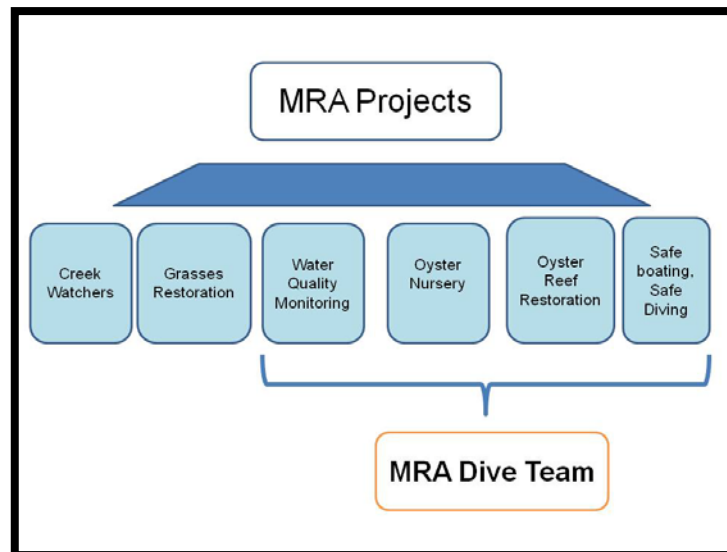 MRA Projects
Creek
Watchers
Grasses
Restoration
Water
Quality
Monitoring
Oyster
Nursery
Oyster
Reef
Restoration
Safe
boating,
Safe
Diving
MRA Dive Team